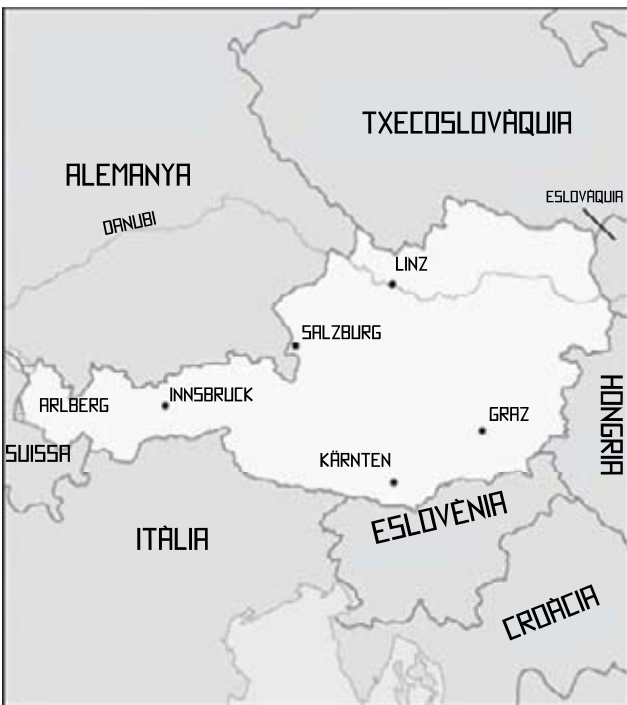 TXECOSLOVÀQUIA
ALEMANYA
ESLOVÀQUIA
DANUBI
LINZ
SALZBURG
HONGRIA
INNSBRUCK
ARLBERG
GRAZ
SUISSA
KÄRNTEN
ESLOVÈNIA
ITÀLIA
CROÀCIA